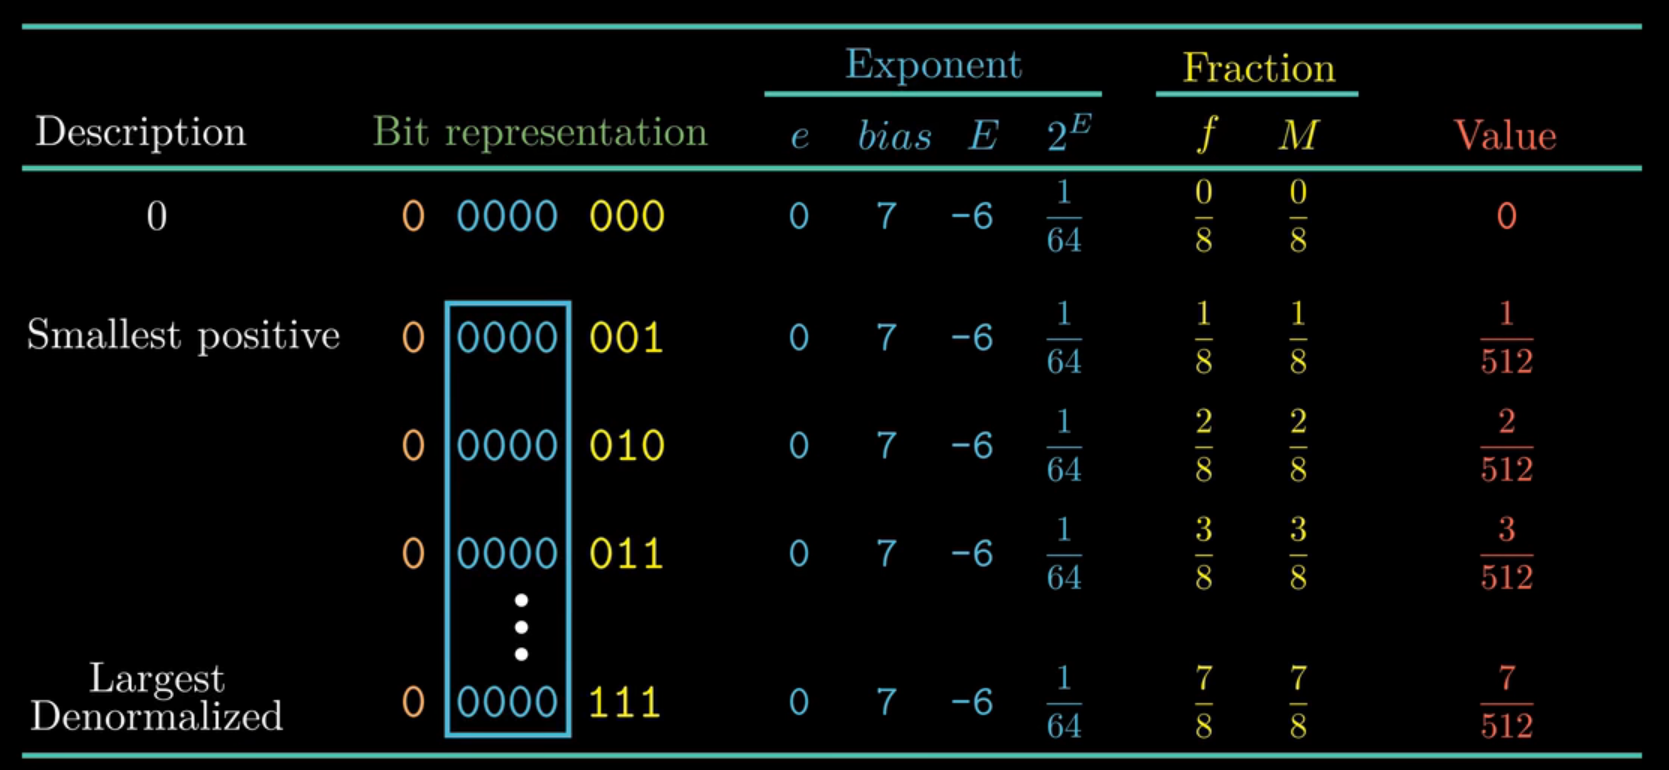 Exponent Fraction
Description Bit representation e bias E 2^E f M Value
0 0 0000 000 0 7 -6 1/64 0/8 0/8 0
Smallest positive 0 0000 001 0 7 -6 1/64 1/8 1/8 1/512
0 0000 010 0 7 -6 1/64 2/8 2/8 2/512
0 0000 011 0 7 -6 1/64 3/8 3/8 3/512
⋮
Largest
Denormalized 0 0000 111 0 7 -6 1/64 7/8 7/8 7/512